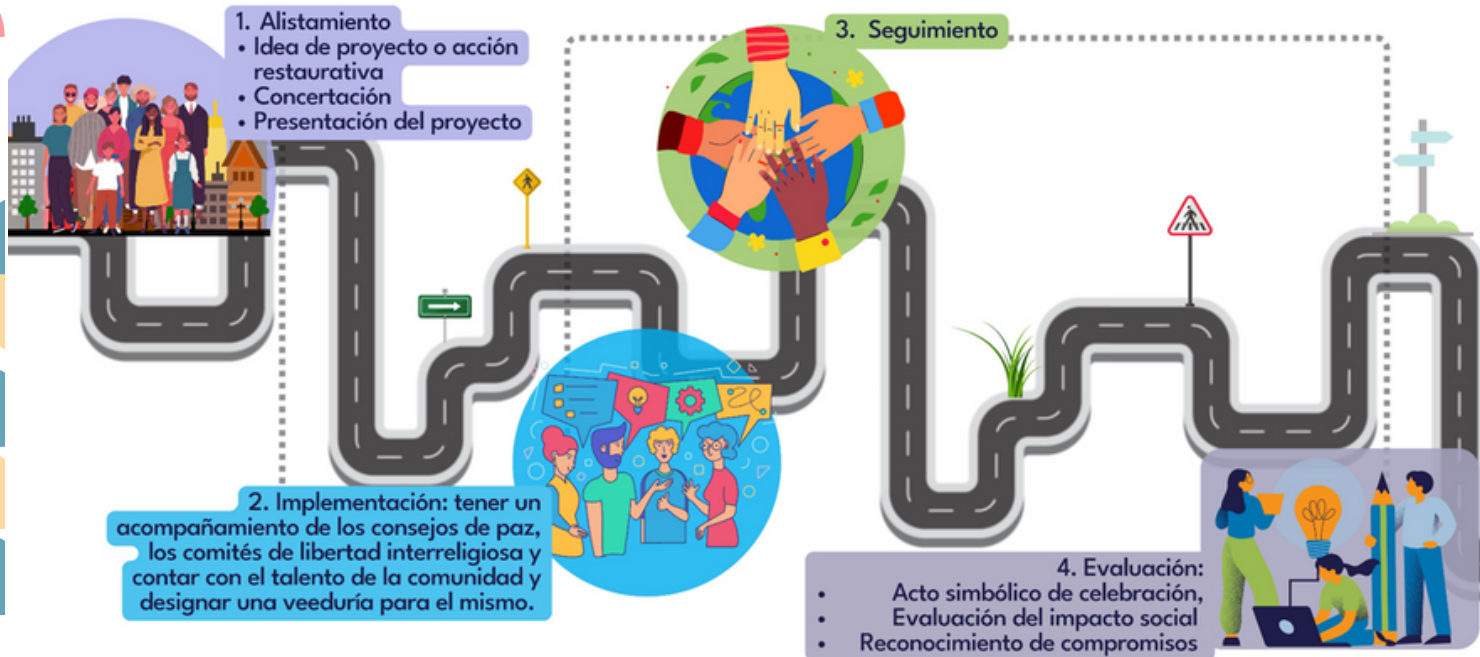 1. Alistamiento
• Idea de proyecto o acción
restaurativa
• Concertación
• Presentación del proyecto
2. Implementación: tener un
acompañamiento de los consejos de paz,
los comités de libertad interreligiosa y
contar con el talento de la comunidad y
designar una veeduría para el mismo.
3. Seguimiento
4. Evaluación:
• Acto simbólico de celebración,
• Evaluación del impacto social
• Reconocimiento de compromisos